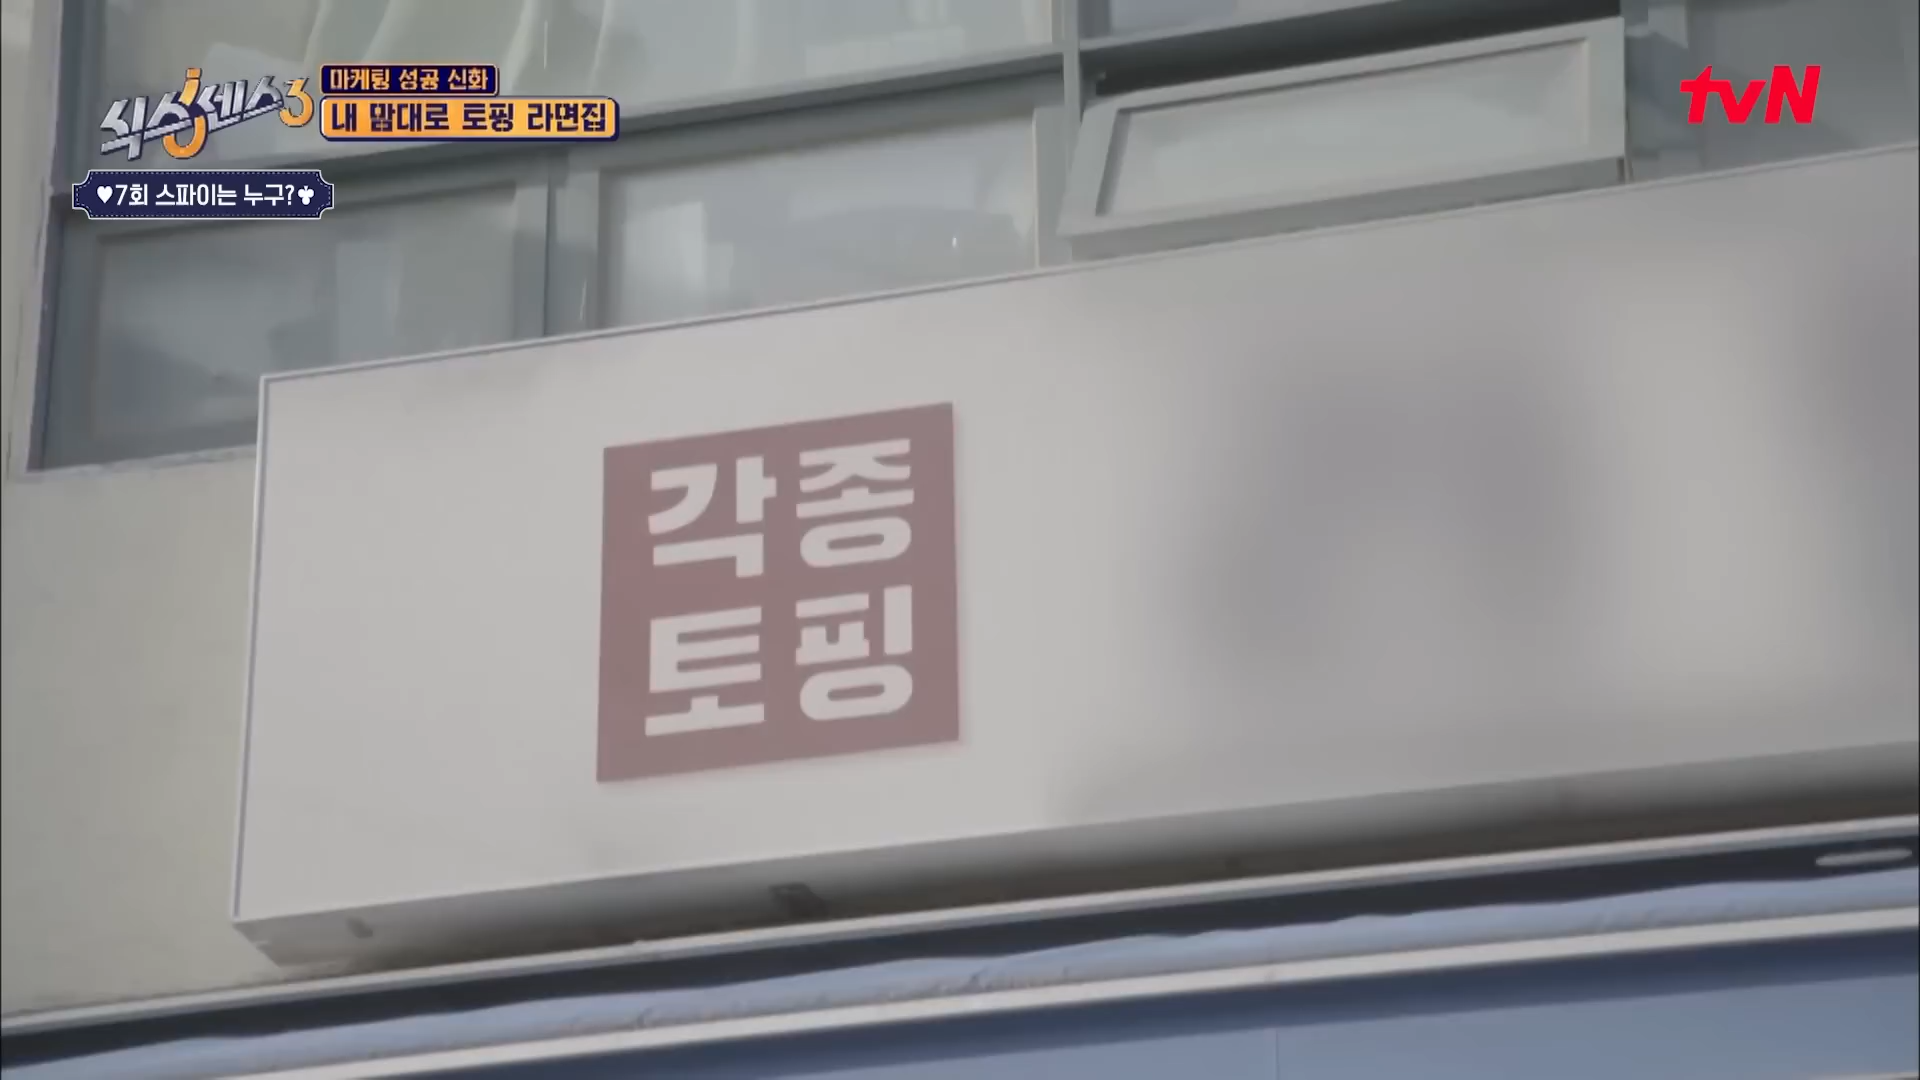 식스센스3
마케팅 성공 신화
내 맘대로 토핑 라면집
tvN
♥7회 스파이는 누구?♣
각종
토핑